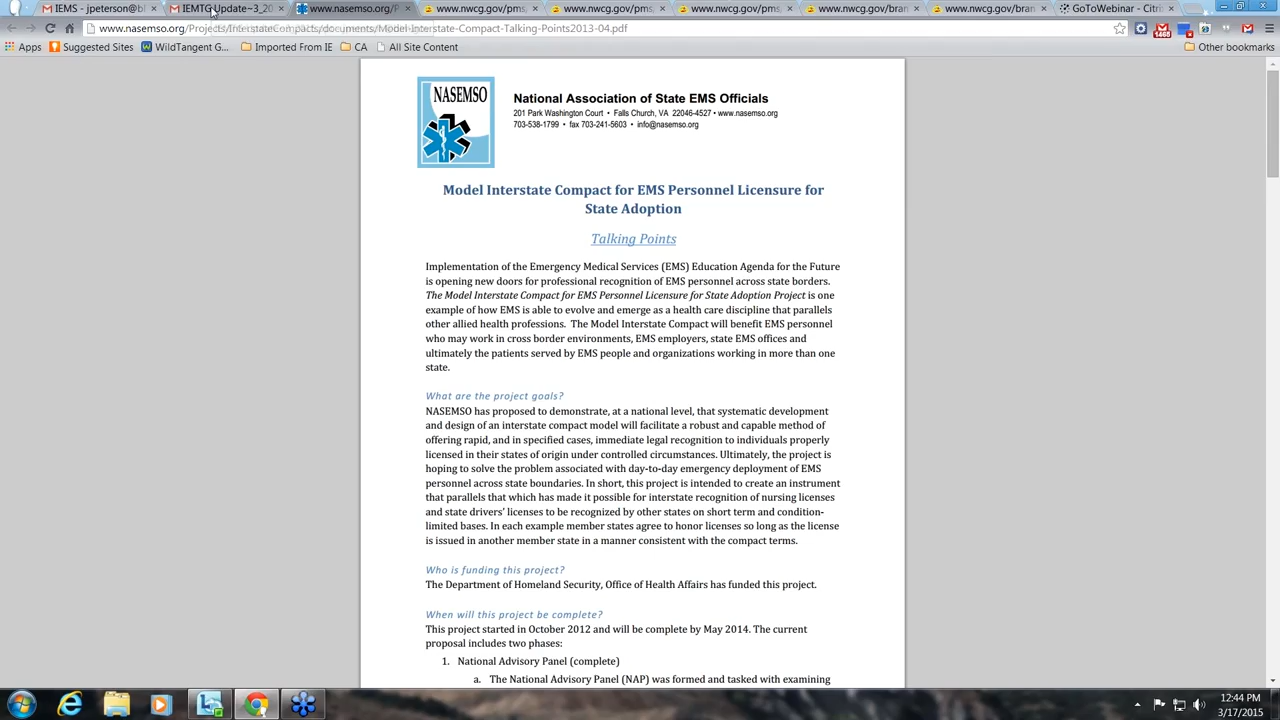 IEMS - jpeterson@bl
IEMTG Update~3_20
www.nasemso.org/P
www.nwcg.gov/pms,
www.nwcg.gov/pms,
www.nwcg.gov/pms,
www.nwcg.gov/bran
www.nwcg.gov/bran
GoToWebinar - Citri
www.nasemso.org/Projects/InterstateCompacts/documents/Model-Interstate-Compact-Talking-Points2013-04.pdf
1465
Apps
Suggested Sites
WildTangent G...
Imported From IE
CA
All Site Content
Other bookmarks
NASEMSO
National Association of State EMS Officials
201 Park Washington Court • Falls Church, VA 22046-4527 • www.nasemso.org
703-538-1799 • fax 703-241-5603 • info@nasemso.org
Model Interstate Compact for EMS Personnel Licensure for
State Adoption
Talking Points
Implementation of the Emergency Medical Services (EMS) Education Agenda for the Future
is opening new doors for professional recognition of EMS personnel across state borders.
The Model Interstate Compact for EMS Personnel Licensure for State Adoption Project is one
example of how EMS is able to evolve and emerge as a health care discipline that parallels
other allied health professions. The Model Interstate Compact will benefit EMS personnel
who may work in cross border environments, EMS employers, state EMS offices and
ultimately the patients served by EMS people and organizations working in more than one
state.
What are the project goals?
NASEMSO has proposed to demonstrate, at a national level, that systematic development
and design of an interstate compact model will facilitate a robust and capable method of
offering rapid, and in specified cases, immediate legal recognition to individuals properly
licensed in their states of origin under controlled circumstances. Ultimately, the project is
hoping to solve the problem associated with day-to-day emergency deployment of EMS
personnel across state boundaries. In short, this project is intended to create an instrument
that parallels that which has made it possible for interstate recognition of nursing licenses
and state drivers' licenses to be recognized by other states on short term and condition-
limited bases. In each example member states agree to honor licenses so long as the license
is issued in another member state in a manner consistent with the compact terms.
Who is funding this project?
The Department of Homeland Security, Office of Health Affairs has funded this project.
When will this project be complete?
This project started in October 2012 and will be complete by May 2014. The current
proposal includes two phases:
1. National Advisory Panel (complete)
a. The National Advisory Panel (NAP) was formed and tasked with examining
12:44 PM
3/17/2015